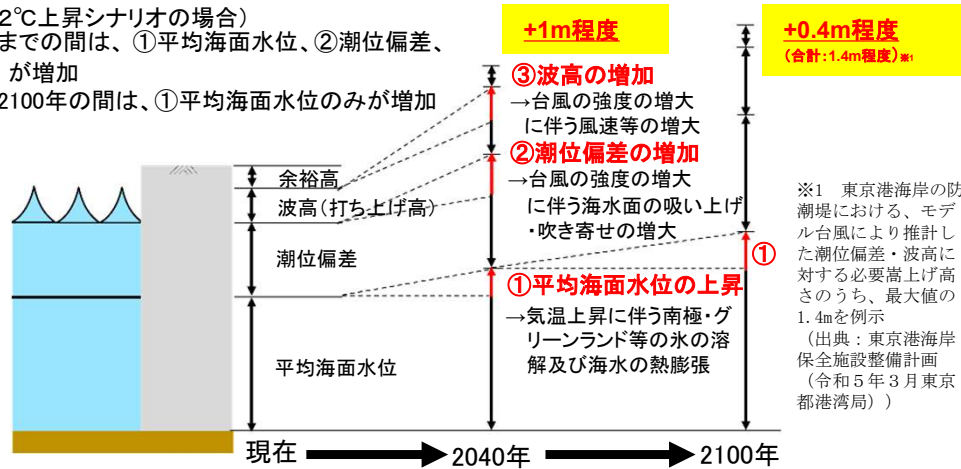 2℃上昇シナリオの場合）
までの間は、①平均海面水位、②潮位偏差、
が増加
2100年の間は、①平均海面水位のみが増加
+1m程度
+0.4m程度
(合計:1.4m程度)※1
③波高の増加
→台風の強度の増大
に伴う風速等の増大
②潮位偏差の増加
→台風の強度の増大
に伴う海水面の吸い上げ
・吹き寄せの増大
①平均海面水位の上昇
→気温上昇に伴う南極・グ
リーンランド等の氷の溶
解及び海水の熱膨張
①
余裕高
波高(打ち上げ高)
潮位偏差
平均海面水位
※1　東京港海岸の防
潮堤における、モデ
ル台風により推計し
た潮位偏差・波高に
対する必要嵩上げ高
さのうち、最大値の
1.4mを例示
（出典：東京港海岸
保全施設整備計画
（令和５年３月東京
都港湾局））
現在
2040年
2100年